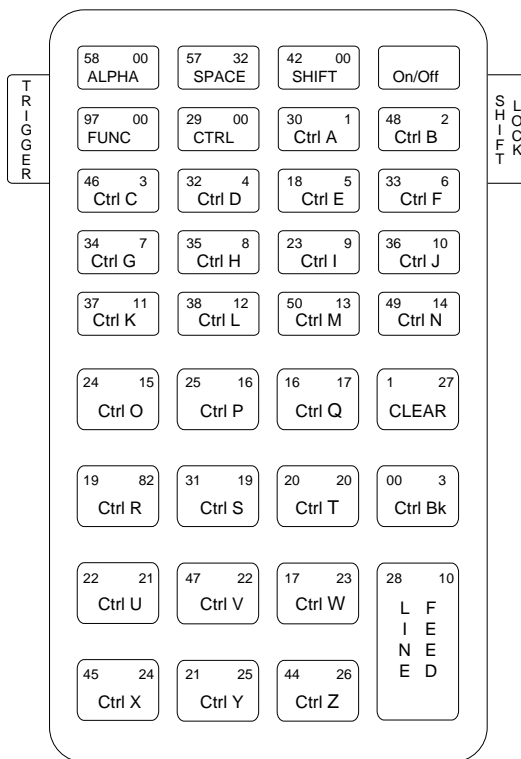 58 00 57 32 42 00
ALPHA SPACE SHIFT On/Off
TRIGGER
SHIFT LOCK
97 00 29 00 30 1 48 2
FUNC CTRL Ctrl A Ctrl B
46 3 32 4 18 5 33 6
Ctrl C Ctrl D Ctrl E Ctrl F
34 7 35 8 23 9 36 10
Ctrl G Ctrl H Ctrl I Ctrl J
37 11 38 12 50 13 49 14
Ctrl K Ctrl L Ctrl M Ctrl N
24 15 25 16 16 17 1 27
Ctrl O Ctrl P Ctrl Q CLEAR
19 82 31 19 20 20 00 3
Ctrl R Ctrl S Ctrl T Ctrl Bk
22 21 47 22 17 23 28 10
Ctrl U Ctrl V Ctrl W LINE FEED
45 24 21 25 44 26
Ctrl X Ctrl Y Ctrl Z